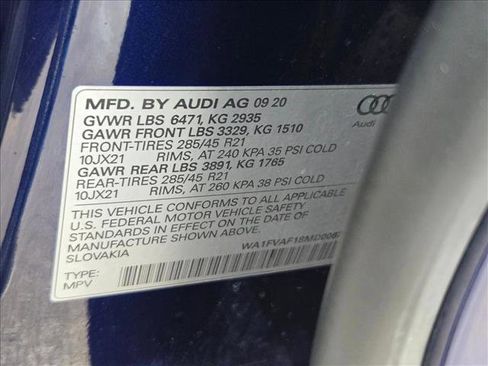 MFD. BY AUDI AG 09 20
GVWR LBS 6471, KG 2935
GAWR FRONT LBS 3329, KG 1510
FRONT-TIRES 285/45 R21
10JX21 RIMS, AT 240 KPA 35 PSI COLD
GAWR REAR LBS 3891, KG 1765
REAR-TIRES 285/45 R21
10JX21 RIMS, AT 260 KPA 38 PSI COLD
THIS VEHICLE CONFORMS TO ALL APPLICABLE
U.S. FEDERAL MOTOR VEHICLE SAFETY
STANDARDS IN EFFECT ON THE DATE OF
MANUFACTURE SHOWN ABOVE
SLOVAKIA
TYPE:
MPV
Audi